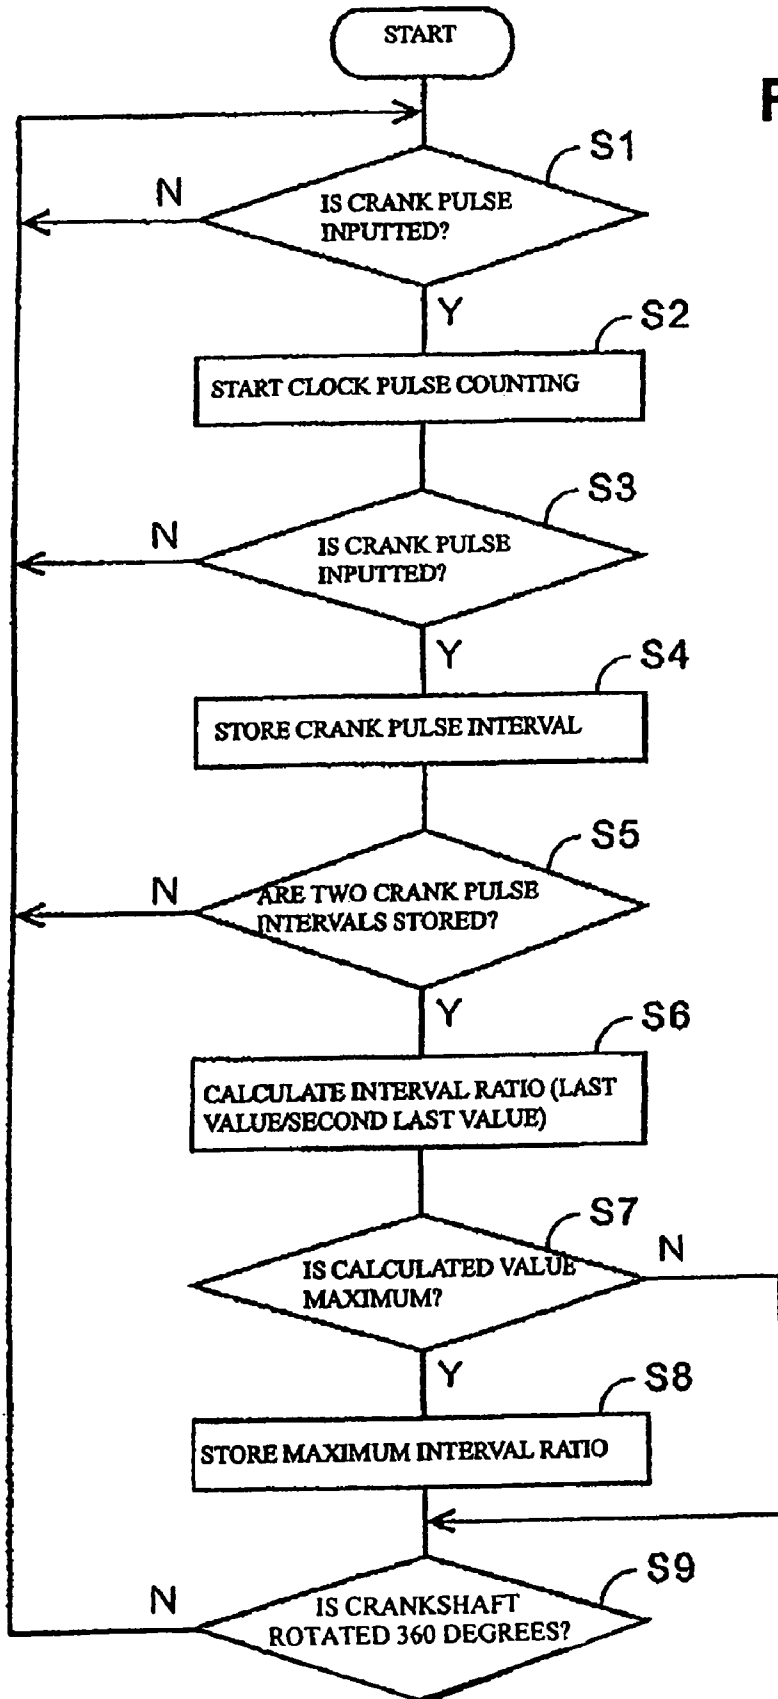 START
S1
N
IS CRANK PULSE
INPUTTED?
Y
S2
START CLOCK PULSE COUNTING
S3
N
IS CRANK PULSE
INPUTTED?
Y
S4
STORE CRANK PULSE INTERVAL
S5
N
ARE TWO CRANK PULSE
INTERVALS STORED?
Y
S6
CALCULATE INTERVAL RATIO (LAST
VALUE/SECOND LAST VALUE)
S7
N
IS CALCULATED VALUE
MAXIMUM?
Y
S8
STORE MAXIMUM INTERVAL RATIO
S9
N
IS CRANKSHAFT
ROTATED 360 DEGREES?